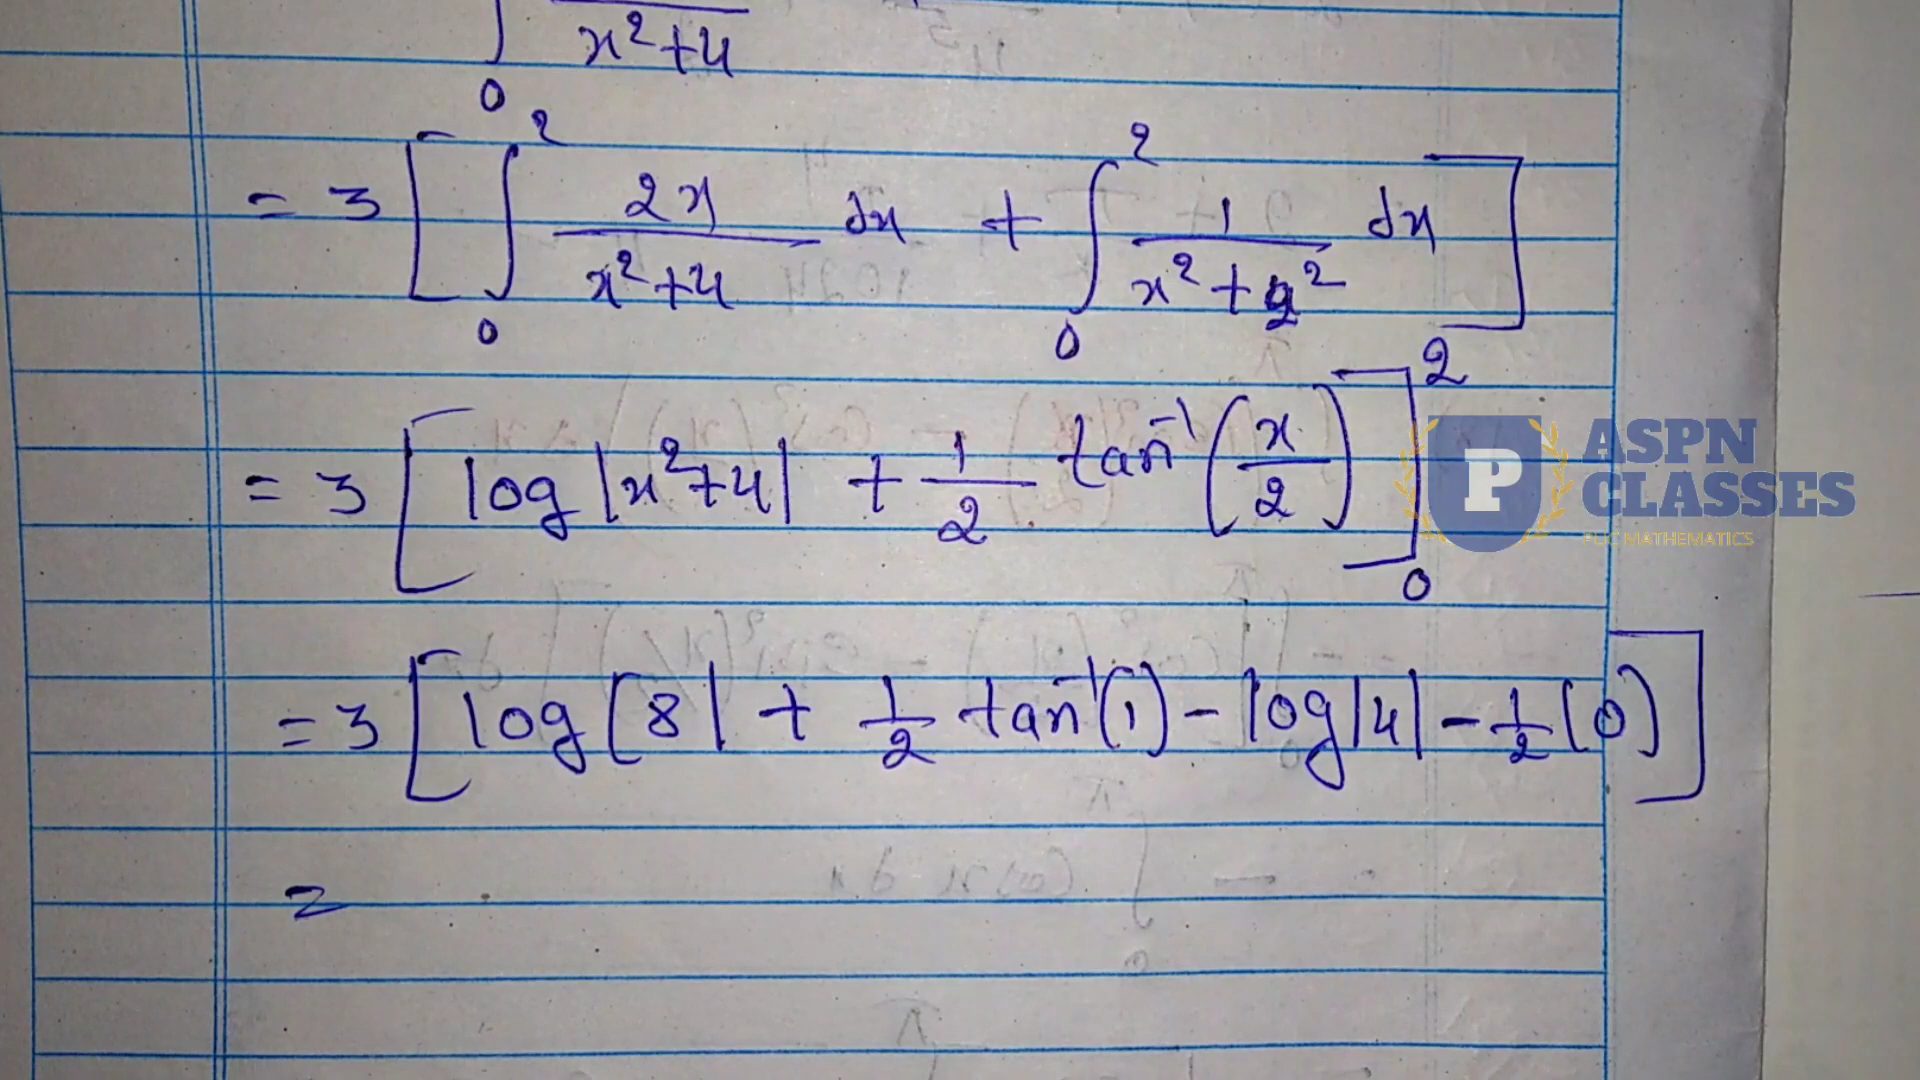 ∫₀ x²+4
= 3 [ ∫₀² 2x/(x²+4) dx + ∫₀² 1/(x²+2²) dx ]
= 3 [ log |x²+4| + 1/2 tan⁻¹ (x/2) ]₀²
= 3 [ log |8| + 1/2 tan⁻¹(1) - log|4| - 1/2 (0) ]
=
P ASPN
CLASSES